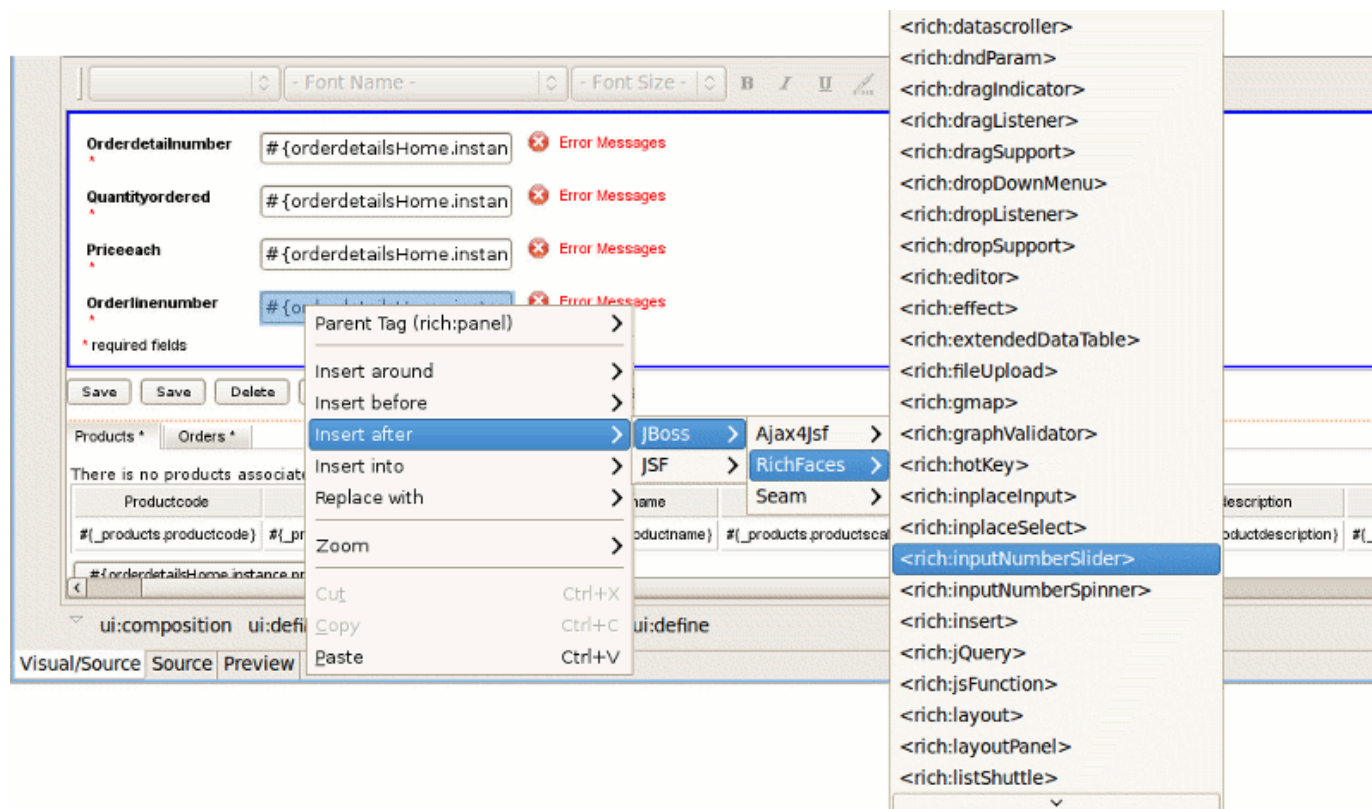 <rich:datascroller>
<rich:dndParam>
- Font Name -
- Font Size -
B I U
<rich:dragIndicator>
<rich:dragListener>
<rich:dragSupport>
<rich:dropDownMenu>
<rich:dropListener>
<rich:dropSupport>
<rich:editor>
<rich:effect>
<rich:extendedDataTable>
<rich:fileUpload>
<rich:gmap>
<rich:graphValidator>
<rich:hotKey>
<rich:inplaceInput>
<rich:inplaceSelect>
<rich:inputNumberSlider>
<rich:inputNumberSpinner>
<rich:insert>
<rich:jQuery>
<rich:jsFunction>
<rich:layout>
<rich:layoutPanel>
<rich:listShuttle>
Orderdetailnumber
*
#{orderdetailsHome.instan
Error Messages
Quantityordered
*
#{orderdetailsHome.instan
Error Messages
Priceeach
*
#{orderdetailsHome.instan
Error Messages
Orderlinenumber
*
Error Messages
* required fields
Save Save Delete
Products * Orders *
There is no products associate
Productcode
name
description
#{_products.productcode} #{_pr
oductname} #{_products.productscal
oductdescription} #{_
#{orderdetailsHome.instance.pr
Parent Tag (rich:panel)
Insert around
Insert before
Insert after
Insert into
Replace with
Zoom
Cut Ctrl+X
Copy Ctrl+C
Paste Ctrl+V
JBoss
JSF
Ajax4Jsf
RichFaces
Seam
ui:composition ui:defi
ui:define
Visual/Source Source Preview